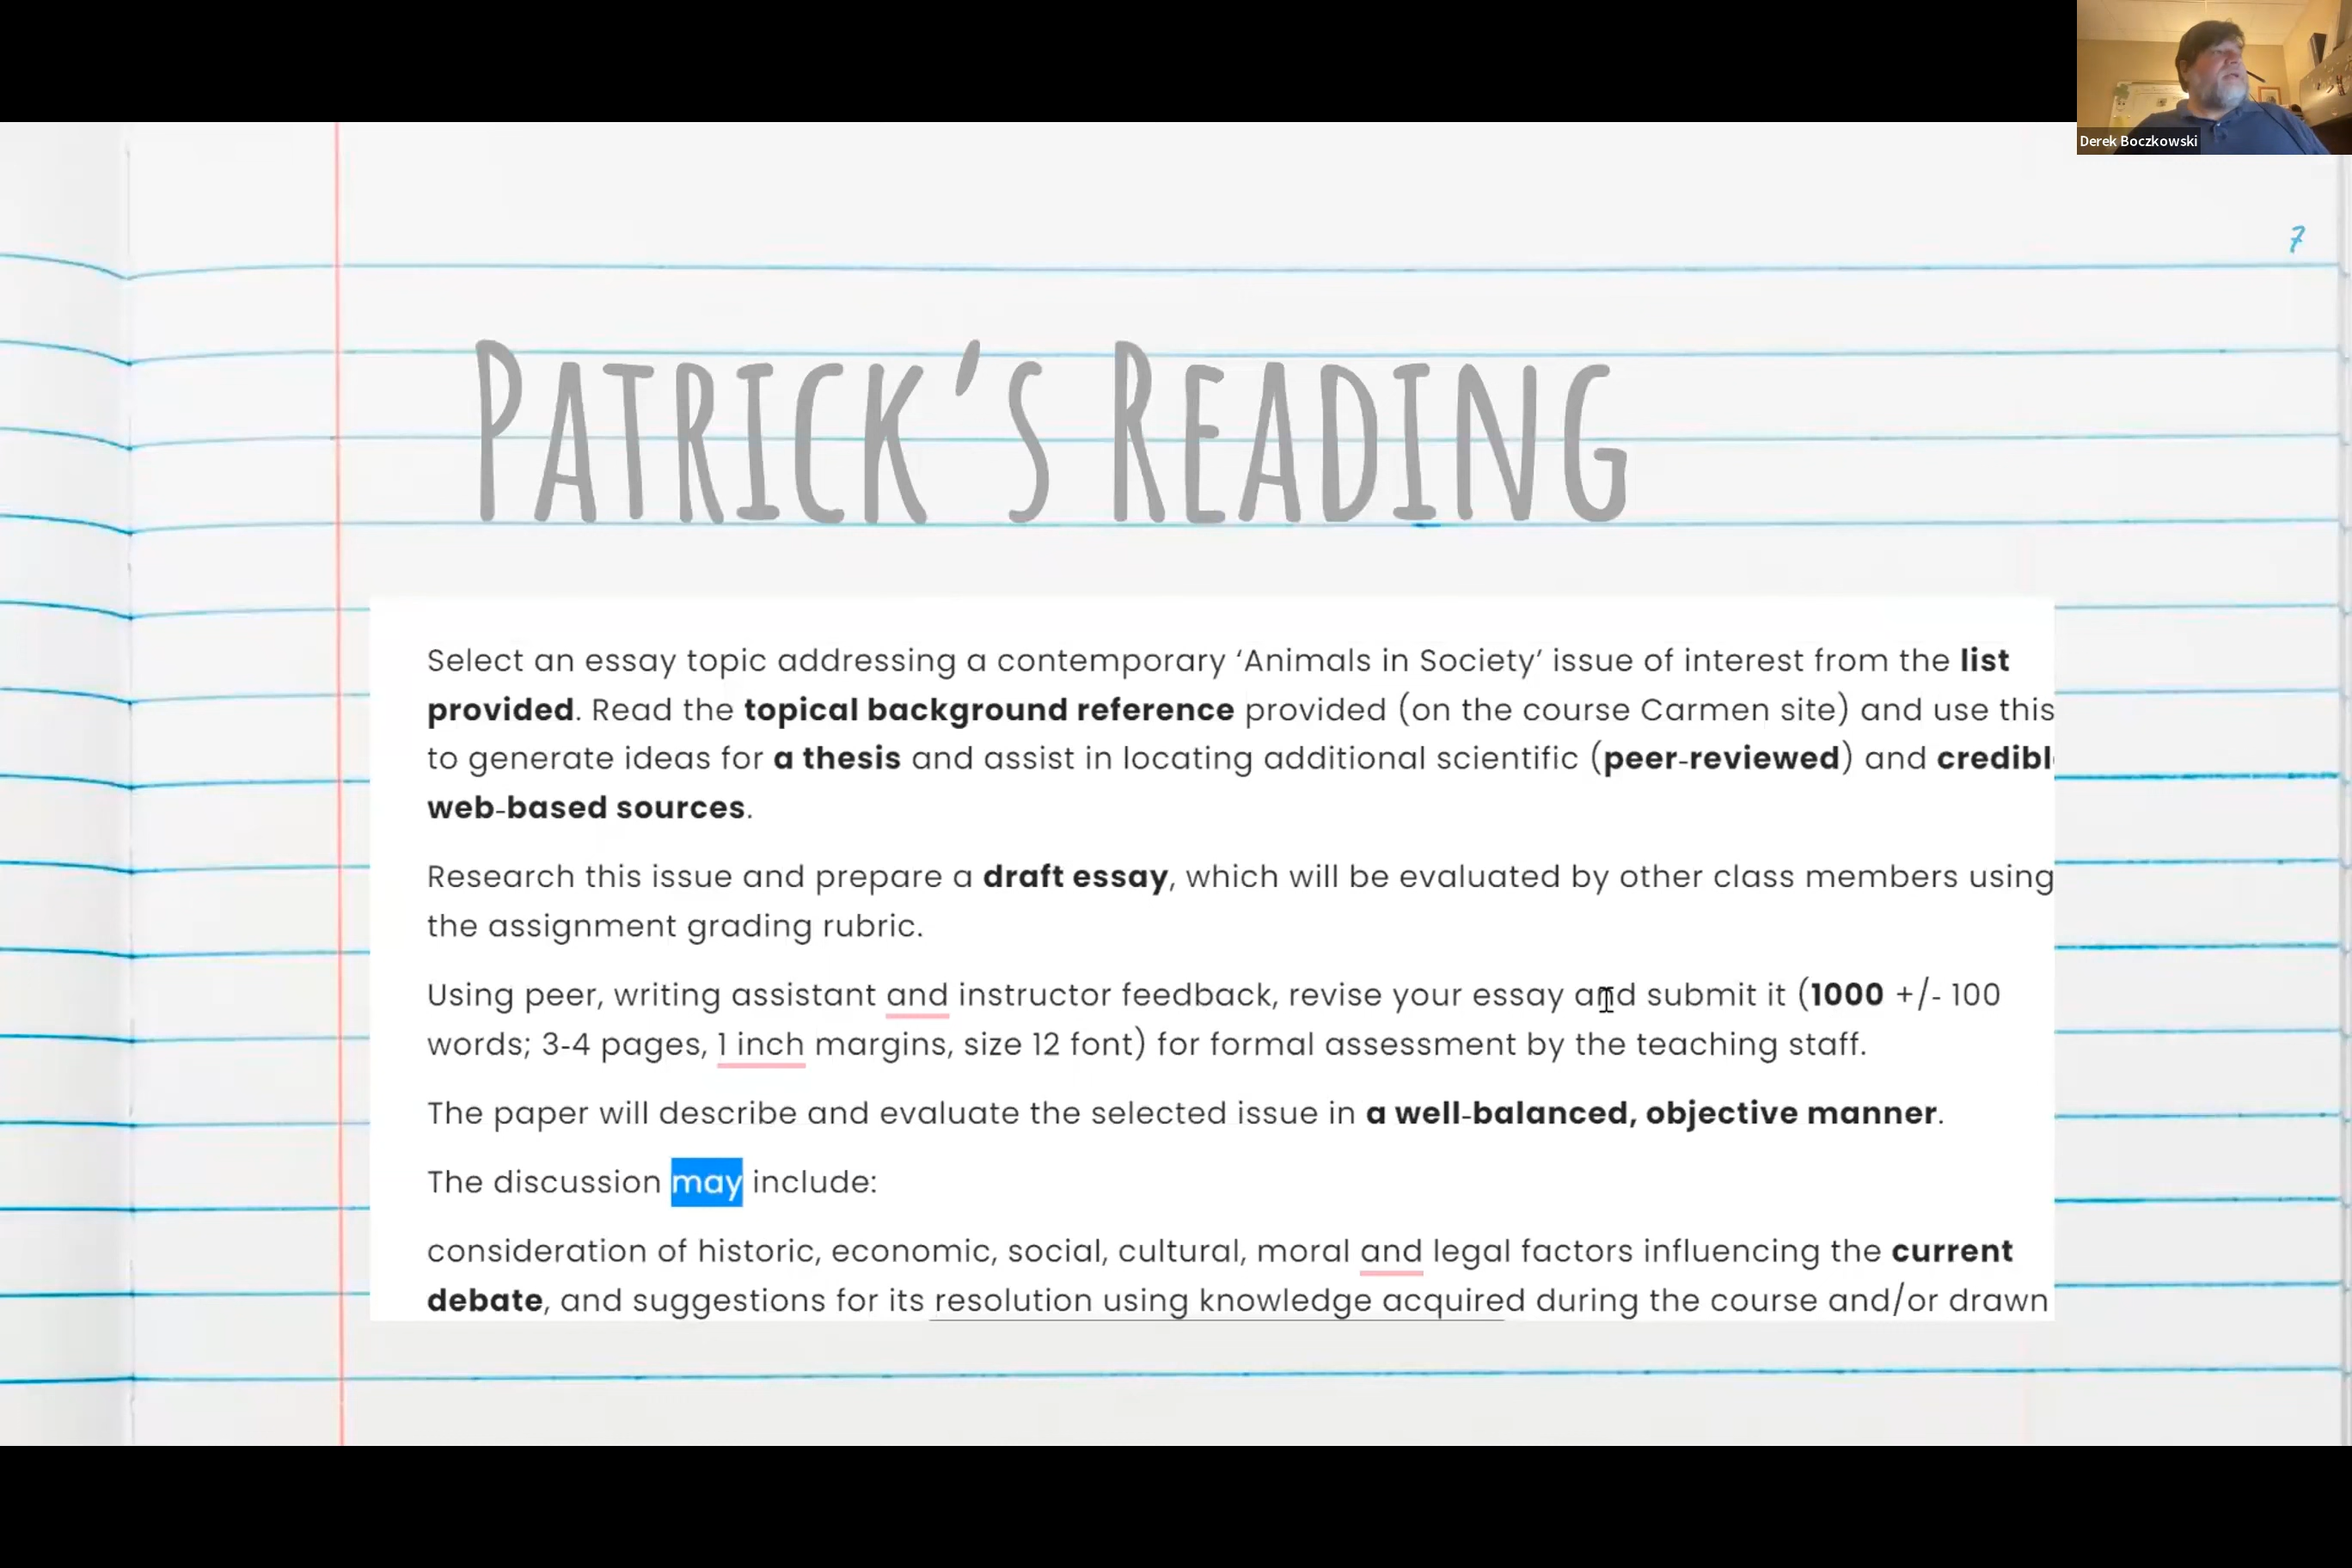 Derek Boczkowski
7
PATRICK'S READING
Select an essay topic addressing a contemporary ‘Animals in Society’ issue of interest from the list
provided. Read the topical background reference provided (on the course Carmen site) and use this
to generate ideas for a thesis and assist in locating additional scientific (peer-reviewed) and credibl
web-based sources.
Research this issue and prepare a draft essay, which will be evaluated by other class members using
the assignment grading rubric.
Using peer, writing assistant and instructor feedback, revise your essay and submit it (1000 +/- 100
words; 3-4 pages, 1 inch margins, size 12 font) for formal assessment by the teaching staff.
The paper will describe and evaluate the selected issue in a well-balanced, objective manner.
The discussion may include:
consideration of historic, economic, social, cultural, moral and legal factors influencing the current
debate, and suggestions for its resolution using knowledge acquired during the course and/or drawn